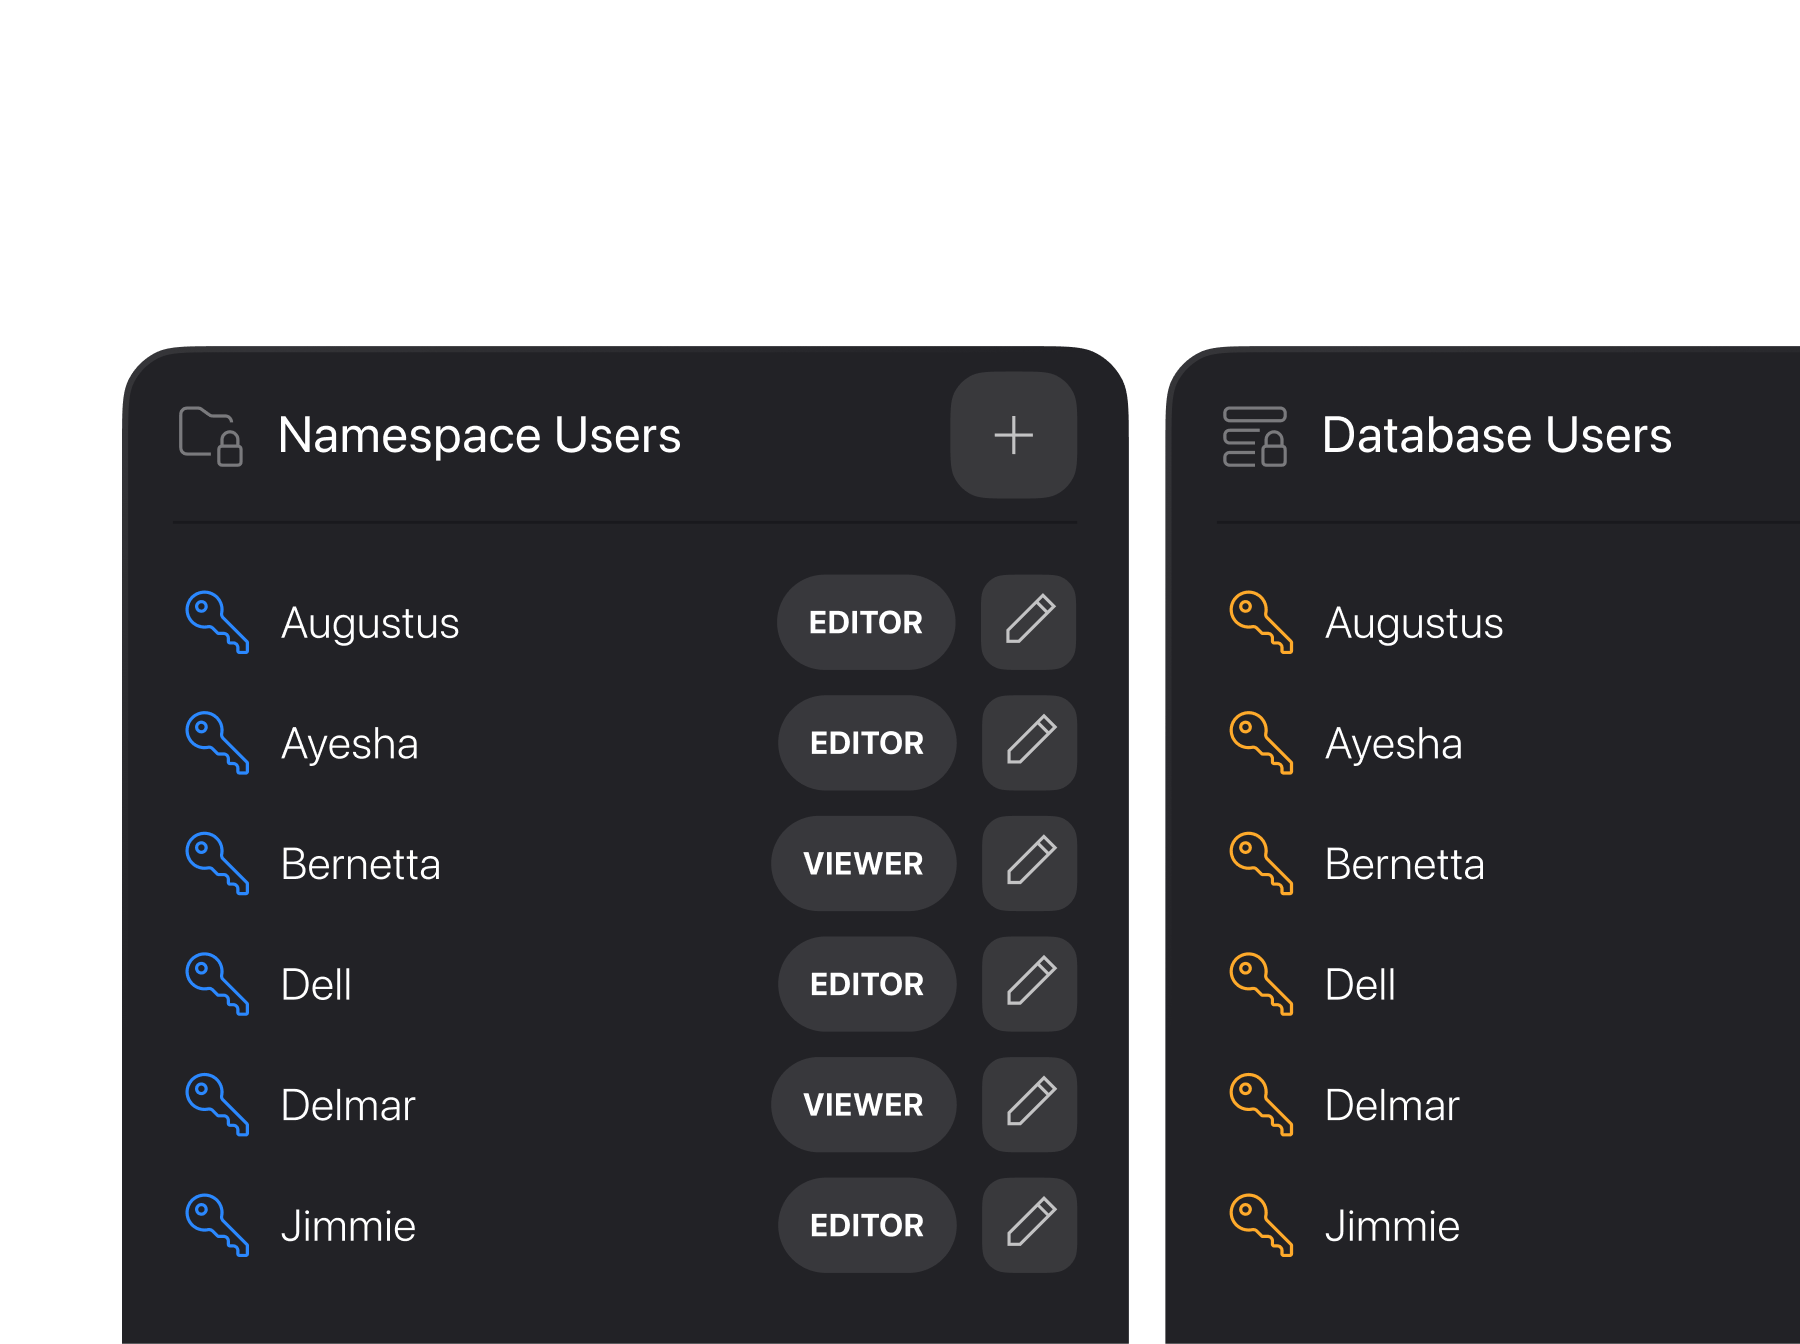 Namespace Users
Augustus EDITOR
Ayesha EDITOR
Bernetta VIEWER
Dell EDITOR
Delmar VIEWER
Jimmie EDITOR
Database Users
Augustus
Ayesha
Bernetta
Dell
Delmar
Jimmie